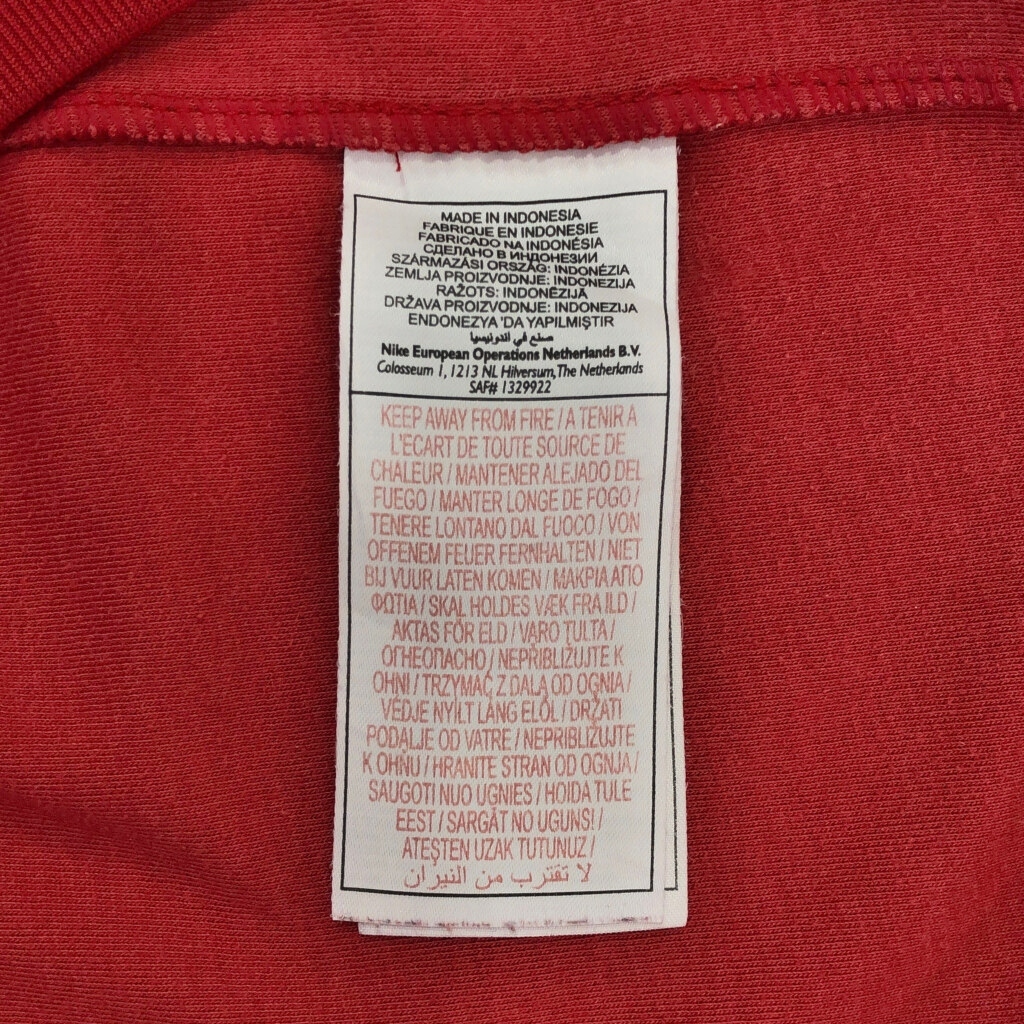 MADE IN INDONESIA
FABRIQUE EN INDONESIE
FABRICADO NA INDONÉSIA
СДЕЛАНО В ИНДОНЕЗИИ
SZÁRMAZÁSI ORSZÁG: INDONÉZIA
ZEMLJA PROIZVODNJE: INDONEZIJA
RAŽOTS: INDONĒZIJĀ
DRŽAVA PROIZVODNJE: INDONEZIJA
ENDONEZYA 'DA YAPILMIŞTIR
صنع في اندونيسيا
Nike European Operations Netherlands B.V.
Colosseum 1, 1213 NL Hilversum, The Netherlands
SAF# 1329922
KEEP AWAY FROM FIRE / A TENIR A
L'ECART DE TOUTE SOURCE DE
CHALEUR / MANTENER ALEJADO DEL
FUEGO / MANTER LONGE DE FOGO /
TENERE LONTANO DAL FUOCO / VON
OFFENEM FEUER FERNHALTEN / NIET
BIJ VUUR LATEN KOMEN / ΜΑΚΡΙΑ ΑΠΟ
ΦΩΤΙΑ / SKAL HOLDES VÆK FRA ILD /
AKTAS FÖR ELD / VARO TULTA /
ОГНЕОПАСНО / NEPŘIBLIŽUJTE K
OHNI / TRZYMAĆ Z DALA OD OGNIA /
VÉDJE NYÍLT LÁNG ELŐL / DRŽATI
PODALJE OD VATRE / NEPRIBLIŽUJTE
K OHŇU / HRANITE STRAN OD OGNJA /
SAUGOTI NUO UGNIES / HOIDA TULE
EEST / SARGĀT NO UGUNS! /
ATEŞTEN UZAK TUTUNUZ /
لا تقترب من النيران